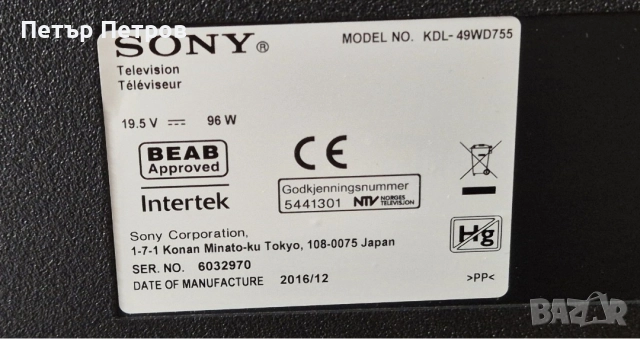 Петър Петров
SONY®
MODEL NO. KDL-49WD755
Television
Téléviseur
19.5 V ⎓ 96 W
BEAB
Approved
Intertek
CE
Godkjenningsnummer
5441301 NTV NORGES TELEVISJON
Hg
Sony Corporation,
1-7-1 Konan Minato-ku Tokyo, 108-0075 Japan
SER. NO. 6032970
DATE OF MANUFACTURE 2016/12
>PP<
BAZAR